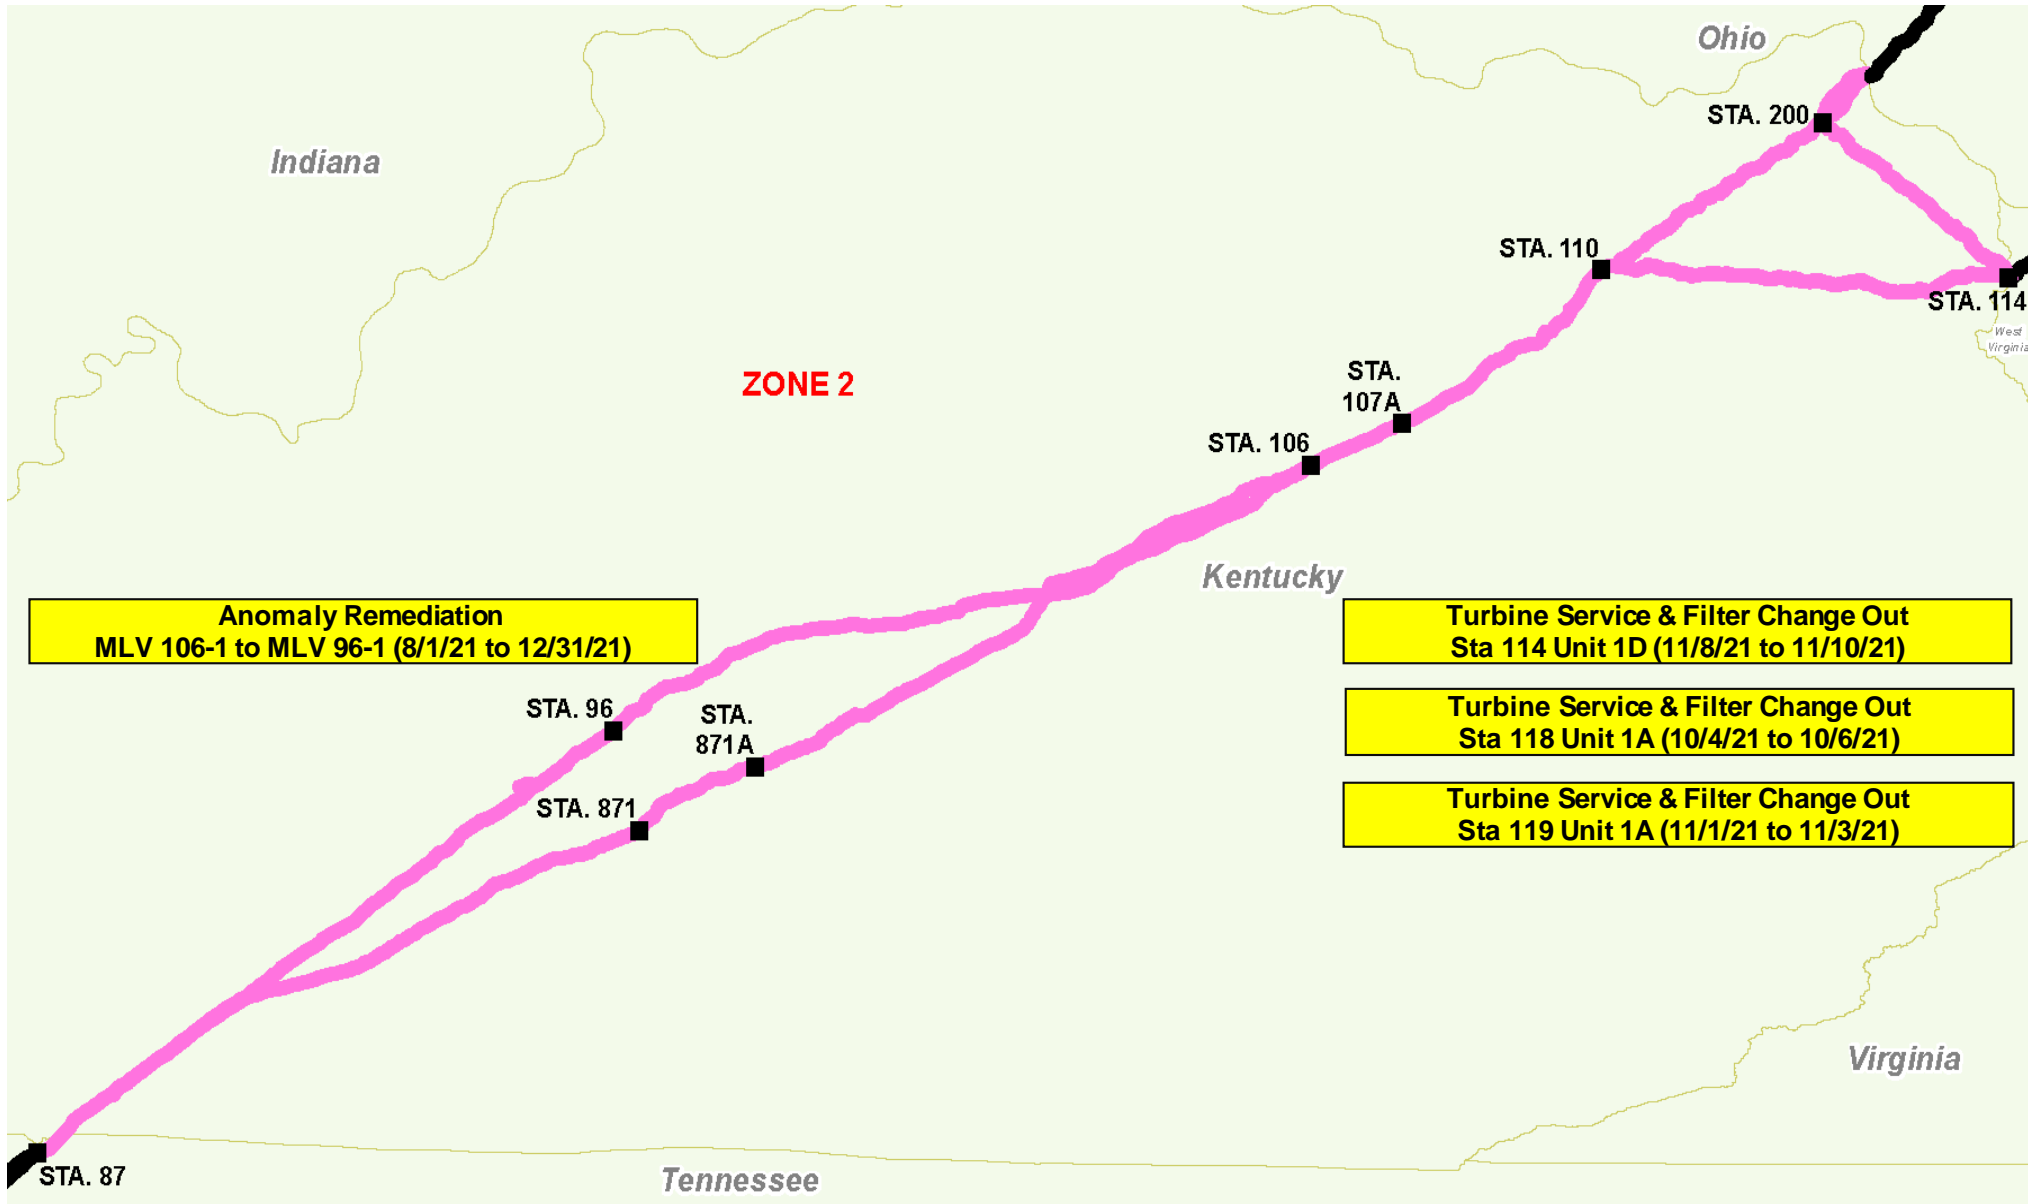 Ohio
STA. 200
Indiana
STA. 110
STA. 114
West
Virginia
STA.
107A
ZONE 2
STA. 106
Kentucky
Anomaly Remediation
MLV 106-1 to MLV 96-1 (8/1/21 to 12/31/21)
Turbine Service & Filter Change Out
Sta 114 Unit 1D (11/8/21 to 11/10/21)
STA. 96
STA.
871A
Turbine Service & Filter Change Out
Sta 118 Unit 1A (10/4/21 to 10/6/21)
STA. 871
Turbine Service & Filter Change Out
Sta 119 Unit 1A (11/1/21 to 11/3/21)
Virginia
STA. 87
Tennessee